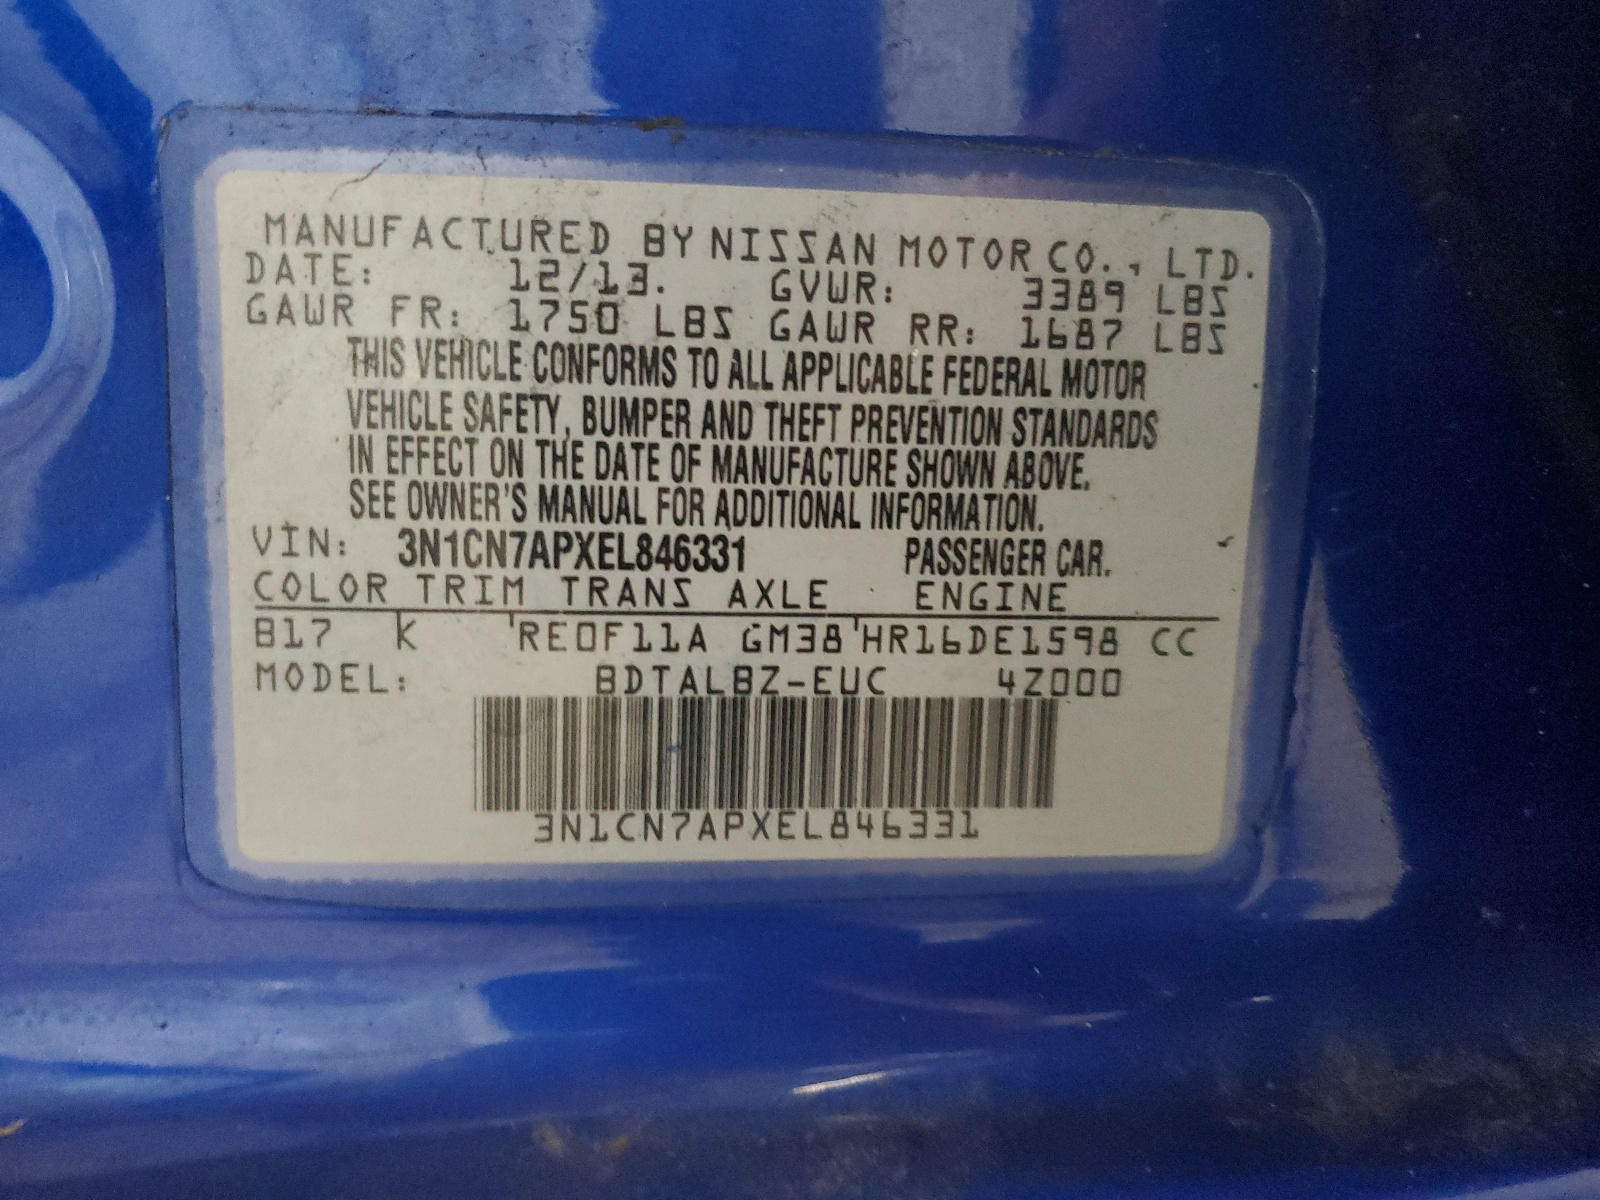 MANUFACTURED BY NISSAN MOTOR CO., LTD.
DATE: 12/13. GVWR: 3389 LBS
GAWR FR: 1750 LBS GAWR RR: 1687 LBS
THIS VEHICLE CONFORMS TO ALL APPLICABLE FEDERAL MOTOR
VEHICLE SAFETY, BUMPER AND THEFT PREVENTION STANDARDS
IN EFFECT ON THE DATE OF MANUFACTURE SHOWN ABOVE.
SEE OWNER'S MANUAL FOR ADDITIONAL INFORMATION.
VIN: 3N1CN7APXEL846331 PASSENGER CAR.
COLOR TRIM TRANS AXLE ENGINE
B17 K RE0F11A GM38 HR16DE1598 CC
MODEL: BDTALBZ-EUC 4Z000
3N1CN7APXEL846331